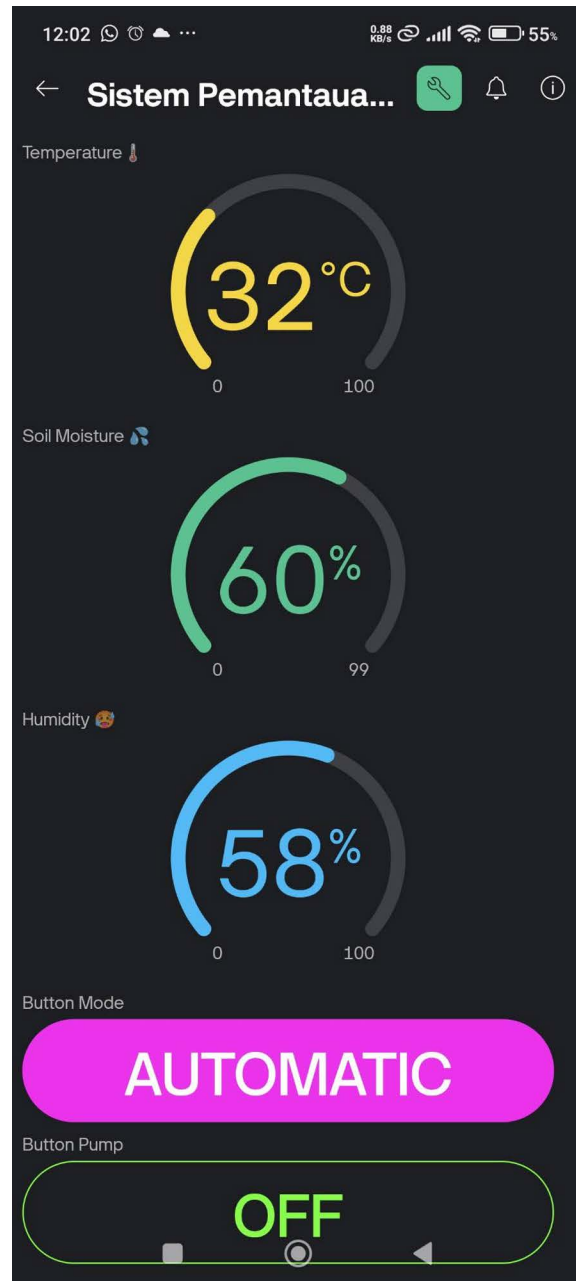 12:02 ... 0.88 KB/s 55%
Sistem Pemantaua...
Temperature
32°C
0 100
Soil Moisture
60%
0 99
Humidity
58%
0 100
Button Mode
AUTOMATIC
Button Pump
OFF